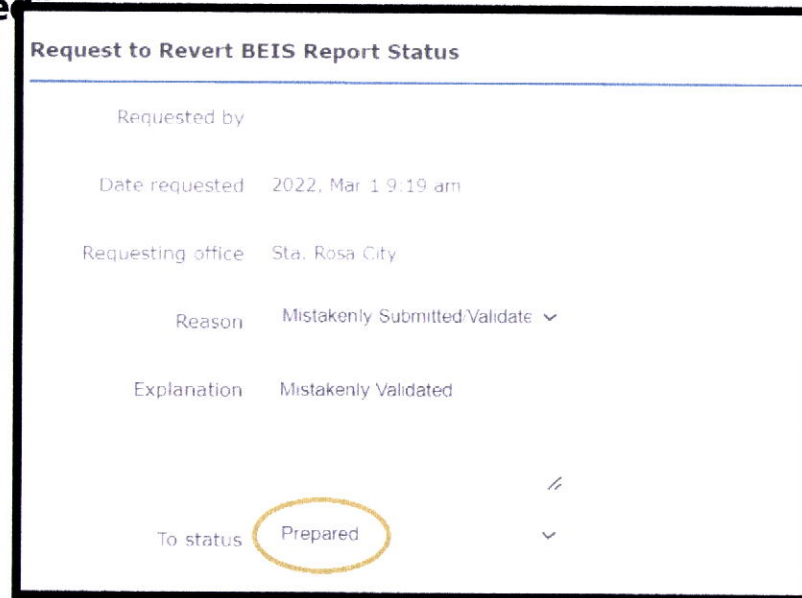 Request to Revert BEIS Report Status
Requested by
Date requested 2022, Mar 1 9:19 am
Requesting office Sta. Rosa City
Reason Mistakenly Submitted/Validate
Explanation Mistakenly Validated
To status Prepared